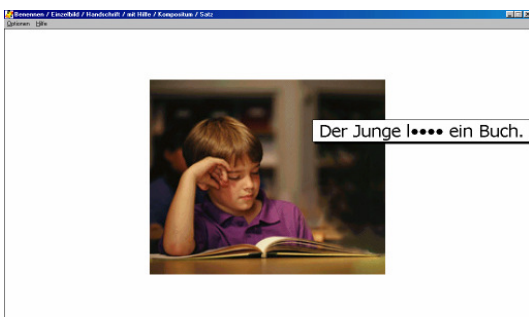 Benennen / Einzelbild / Handschrift / mit Hilfe / Kompositum / Satz
Optionen Hilfe
Der Junge l•••• ein Buch.